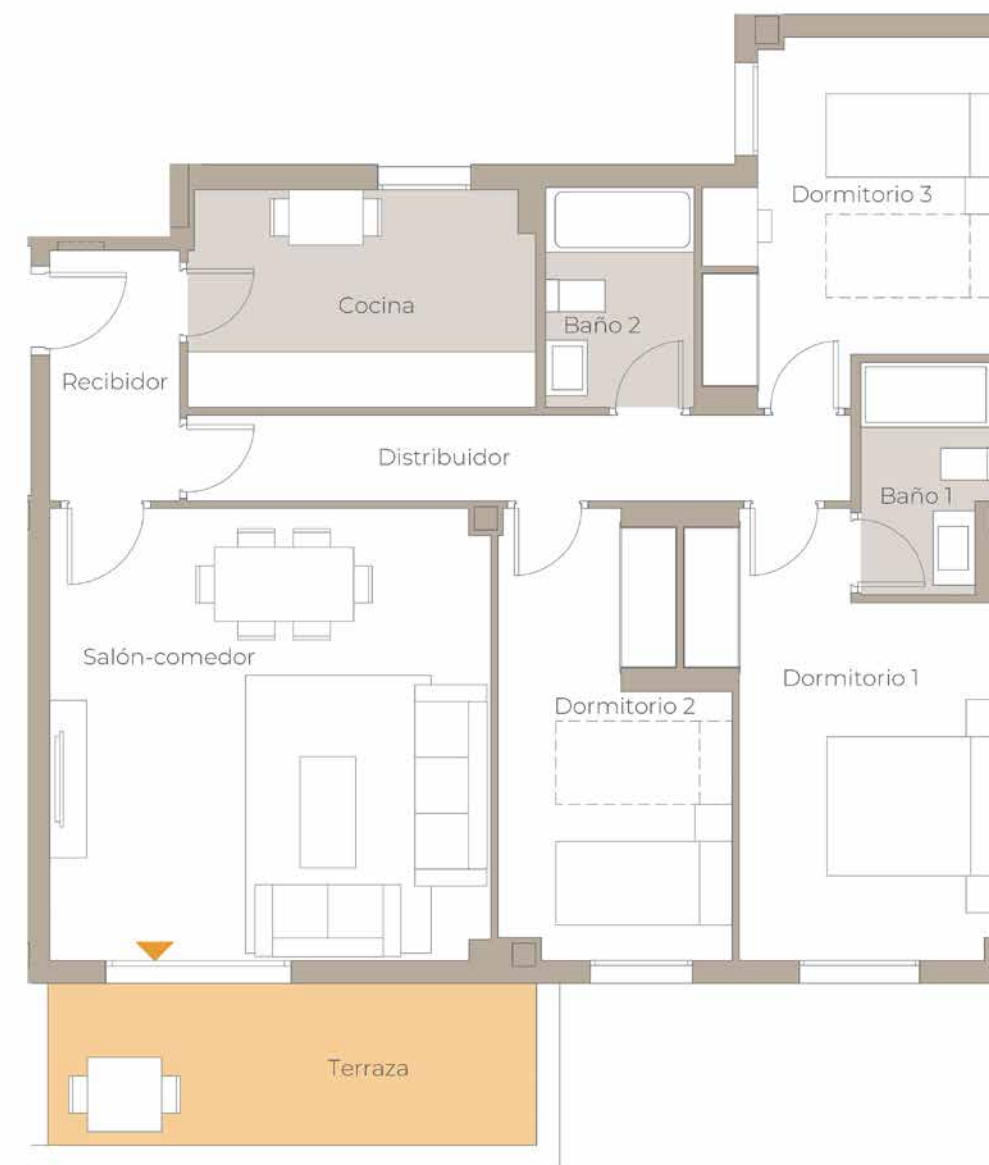 Dormitorio 3
Cocina
Baño 2
Recibidor
Distribuidor
Baño 1
Salón-comedor
Dormitorio 1
Dormitorio 2
Terraza